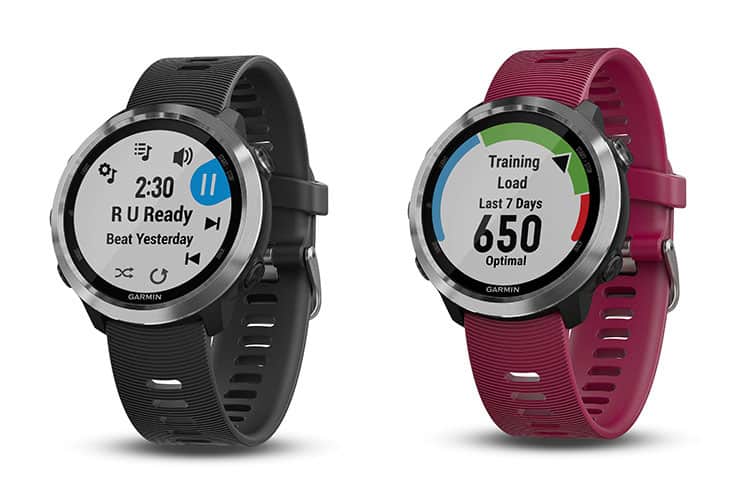 2:30
R U Ready
Beat Yesterday
GARMIN
Training
Load
Last 7 Days
650
Optimal
GARMIN